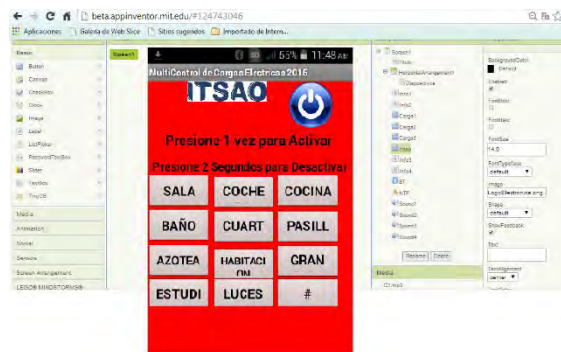 beta.appinventor.mit.edu/#124743046
Aplicaciones Galería de Web Slice Sitios sugeridos Importado de Intern...
Screen1
55% 11:48 AM
MultiControl de Cargas Electricas 2016
ITSAO
Presione 1 vez para Activar
Presione 2 Segundos para Desactivar
SALA COCHE COCINA
BAÑO CUART PASILL
AZOTEA HABITACI
ON GRAN
ESTUDI LUCES #
Button
Canvas
CheckBox
Clock
Image
Label
ListPicker
PasswordTextBox
Slider
TextBox
TinyDB
Media
Animation
Social
Sensors
Screen Arrangement
LEGO® MINDSTORMS®
Screen1
HorizontalArrangement1
Carga1
Carga2
Carga3
Sound1
Sound2
Sound3
Sound4
Rename Delete
Media
BackgroundColor
Default
Enabled
FontBold
FontItalic
FontSize
14.0
FontTypeface
default
Image
LogoElectronica.png
Shape
default
ShowFeedback
Text
TextAlignment
center